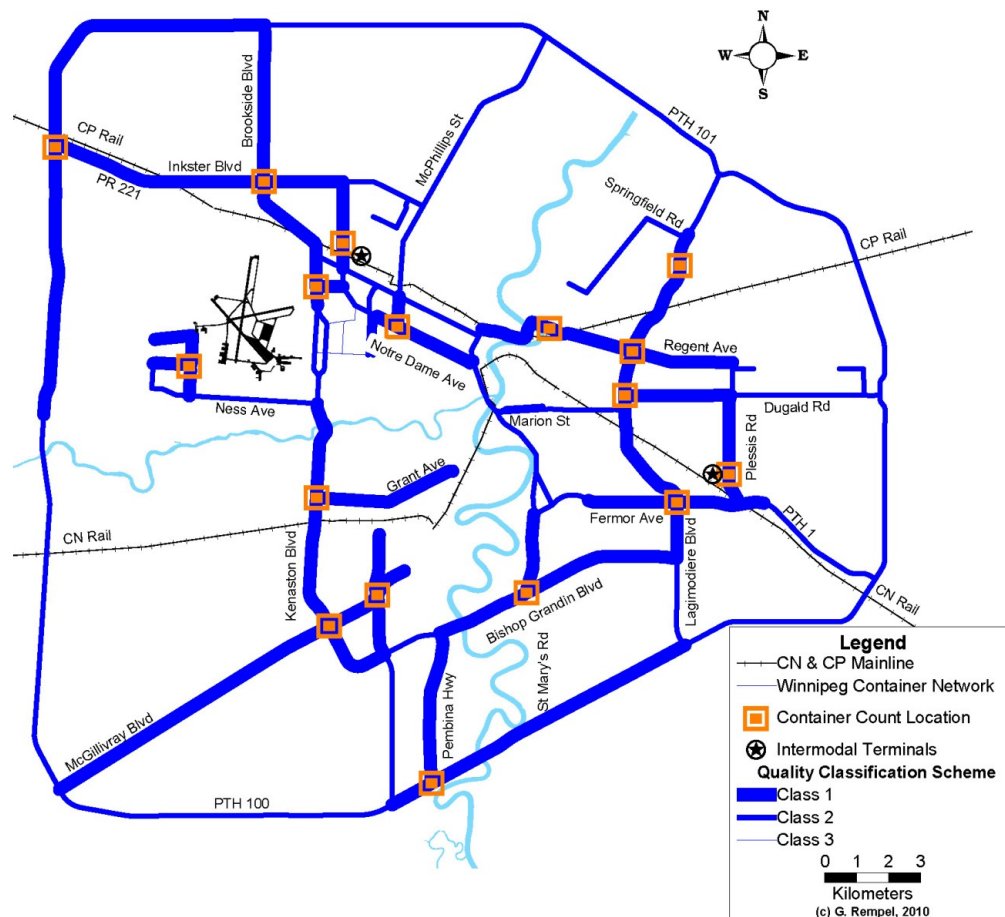 N
W E
S
PTH 101
CP Rail
Brookside Blvd
McPhillips St
Inkster Blvd
PR 221
Springfield Rd
CP Rail
Regent Ave
Notre Dame Ave
Ness Ave
Marion St
Dugald Rd
Plessis Rd
Grant Ave
Fermor Ave
PTH 1
CN Rail
Kenaston Blvd
Lagimodiere Blvd
CN Rail
Bishop Grandin Blvd
St Mary's Rd
Pembina Hwy
McGillivray Blvd
PTH 100
Legend
CN & CP Mainline
Winnipeg Container Network
Container Count Location
Intermodal Terminals
Quality Classification Scheme
Class 1
Class 2
Class 3
0 1 2 3
Kilometers
(c) G. Rempel, 2010